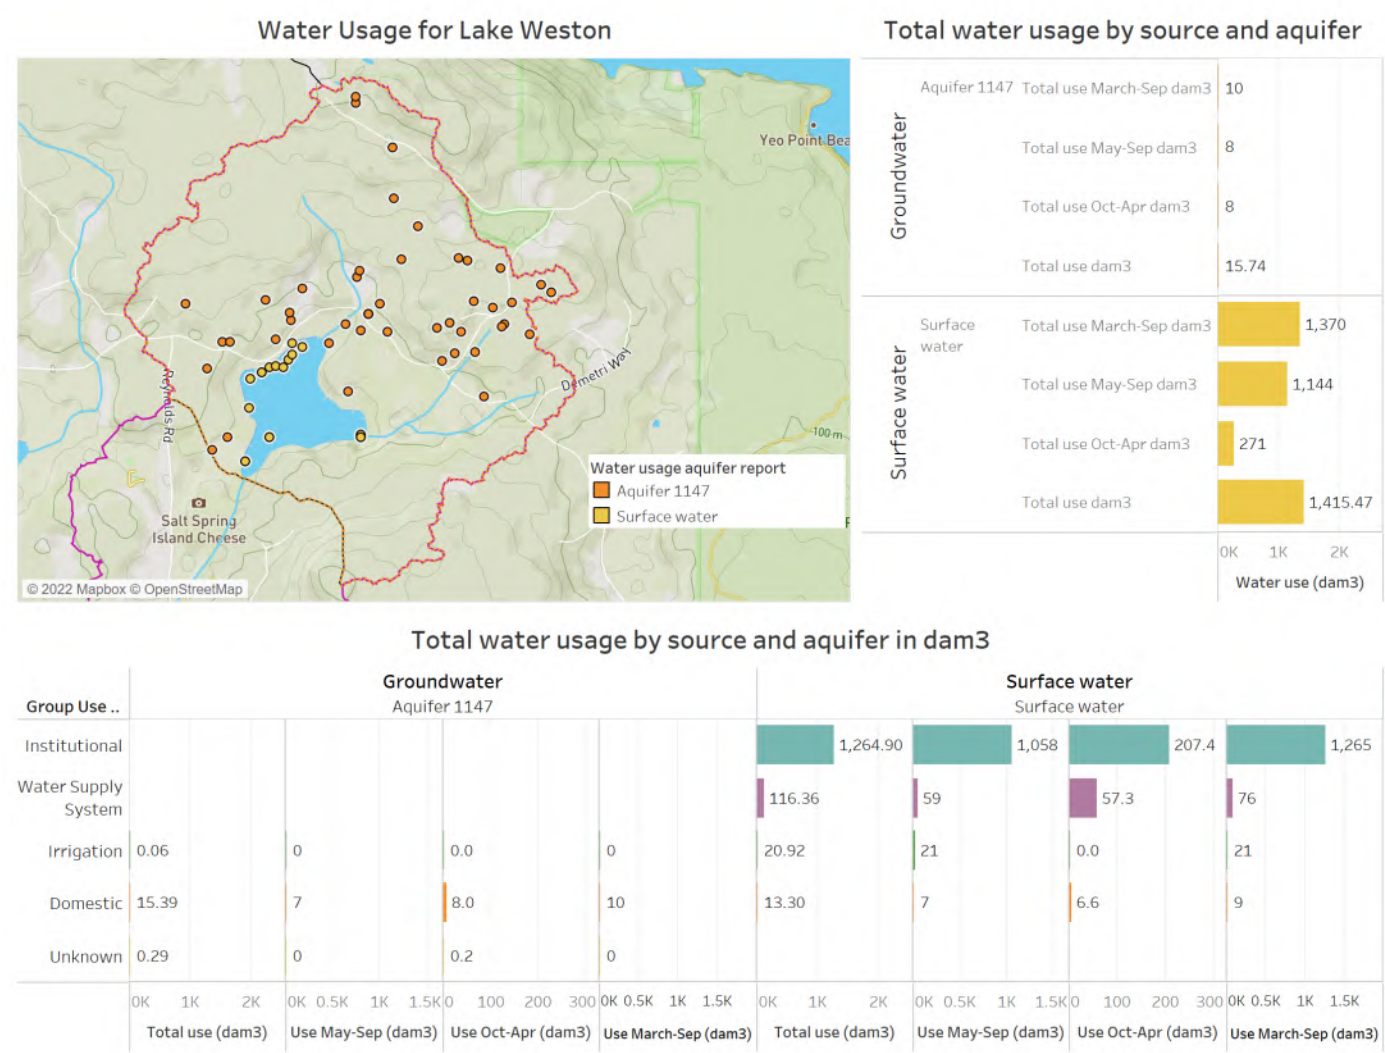 Water Usage for Lake Weston
Yeo Point Bea
Demetri Way
Reynolds Rd
100 m
Salt Spring
Island Cheese
Water usage aquifer report
Aquifer 1147
Surface water
© 2022 Mapbox © OpenStreetMap
Total water usage by source and aquifer
Groundwater
Aquifer 1147 Total use March-Sep dam3 10
Total use May-Sep dam3 8
Total use Oct-Apr dam3 8
Total use dam3 15.74
Surface water
Surface water Total use March-Sep dam3 1,370
Total use May-Sep dam3 1,144
Total use Oct-Apr dam3 271
Total use dam3 1,415.47
0K 1K 2K
Water use (dam3)
Total water usage by source and aquifer in dam3
Groundwater Surface water
Group Use .. Aquifer 1147 Surface water
Institutional 1,264.90 1,058 207.4 1,265
Water Supply
System 116.36 59 57.3 76
Irrigation 0.06 0 0.0 0 20.92 21 0.0 21
Domestic 15.39 7 8.0 10 13.30 7 6.6 9
Unknown 0.29 0 0.2 0
0K 1K 2K 0K 0.5K 1K 1.5K 0 100 200 300 0K 0.5K 1K 1.5K 0K 1K 2K 0K 0.5K 1K 1.5K 0 100 200 300 0K 0.5K 1K 1.5K
Total use (dam3) Use May-Sep (dam3) Use Oct-Apr (dam3) Use March-Sep (dam3) Total use (dam3) Use May-Sep (dam3) Use Oct-Apr (dam3) Use March-Sep (dam3)